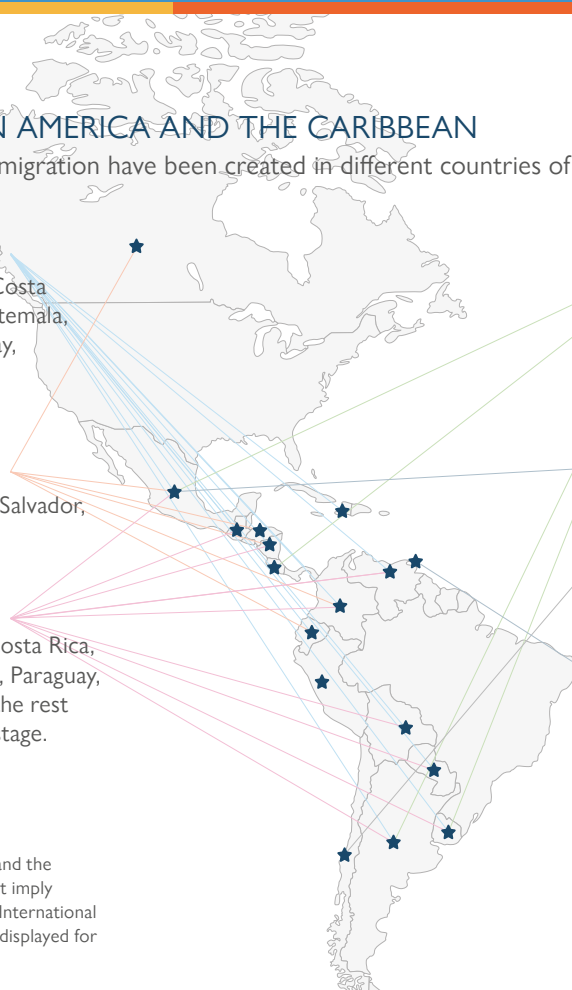 N AMERICA AND THE CARIBBEAN
migration have been created in different countries of
Costa
temala,
ay,
Salvador,
osta Rica,
, Paraguay,
he rest
tage.
and the
t imply
International
displayed for